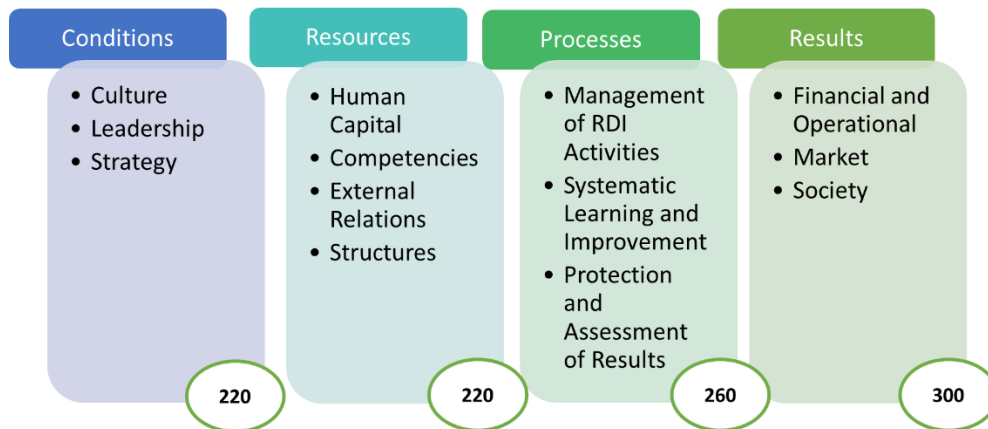 Conditions
• Culture
• Leadership
• Strategy
220
Resources
• Human
Capital
• Competencies
• External
Relations
• Structures
220
Processes
• Management
of RDI
Activities
• Systematic
Learning and
Improvement
• Protection
and
Assessment
of Results
260
Results
• Financial and
Operational
• Market
• Society
300